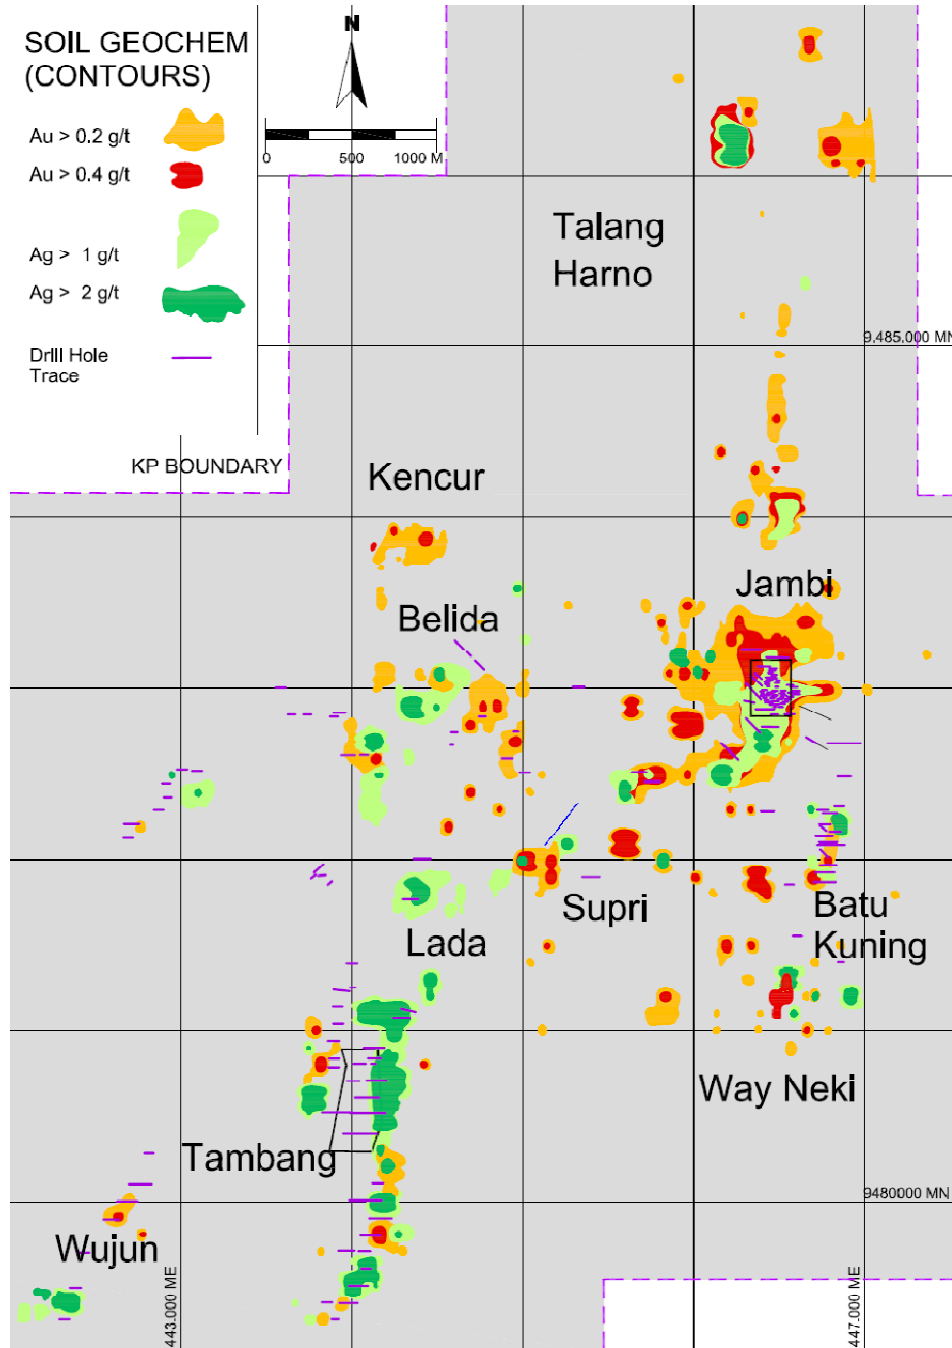 SOIL GEOCHEM
(CONTOURS)
N
Au > 0.2 g/t
Au > 0.4 g/t
Ag > 1 g/t
Ag > 2 g/t
Drill Hole
Trace
0 500 1000 M
KP BOUNDARY
Talang
Harno
9,485,000 MN
Kencur
Jambi
Belida
Supri
Batu
Kuning
Lada
Way Neki
Tambang
9480000 MN
Wujun
443.000 ME
447.000 ME